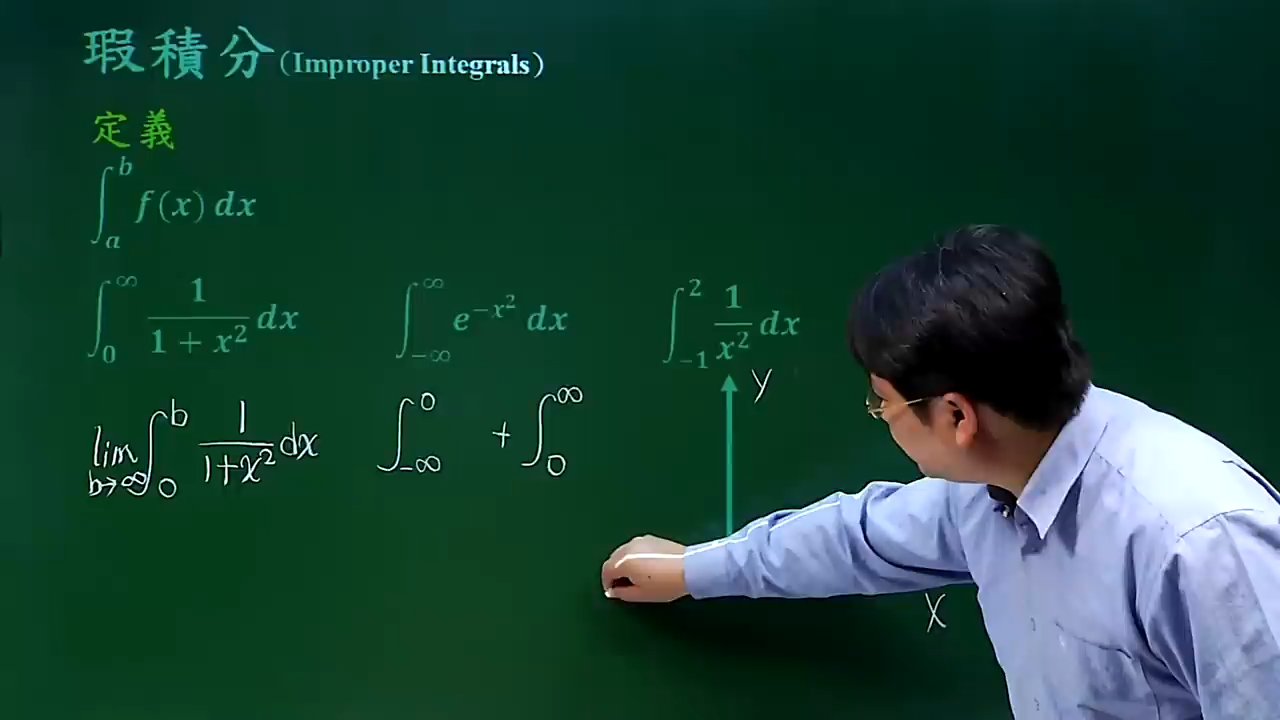 瑕積分(Improper Integrals)
定義
∫_a^b f(x) dx
∫_0^∞ 1/(1 + x²) dx ∫_{-∞}^∞ e^{-x²} dx ∫_{-1}^2 1/x² dx
y
lim_{b→∞} ∫_0^b 1/(1+x²) dx ∫_{-∞}^0 + ∫_0^∞
x